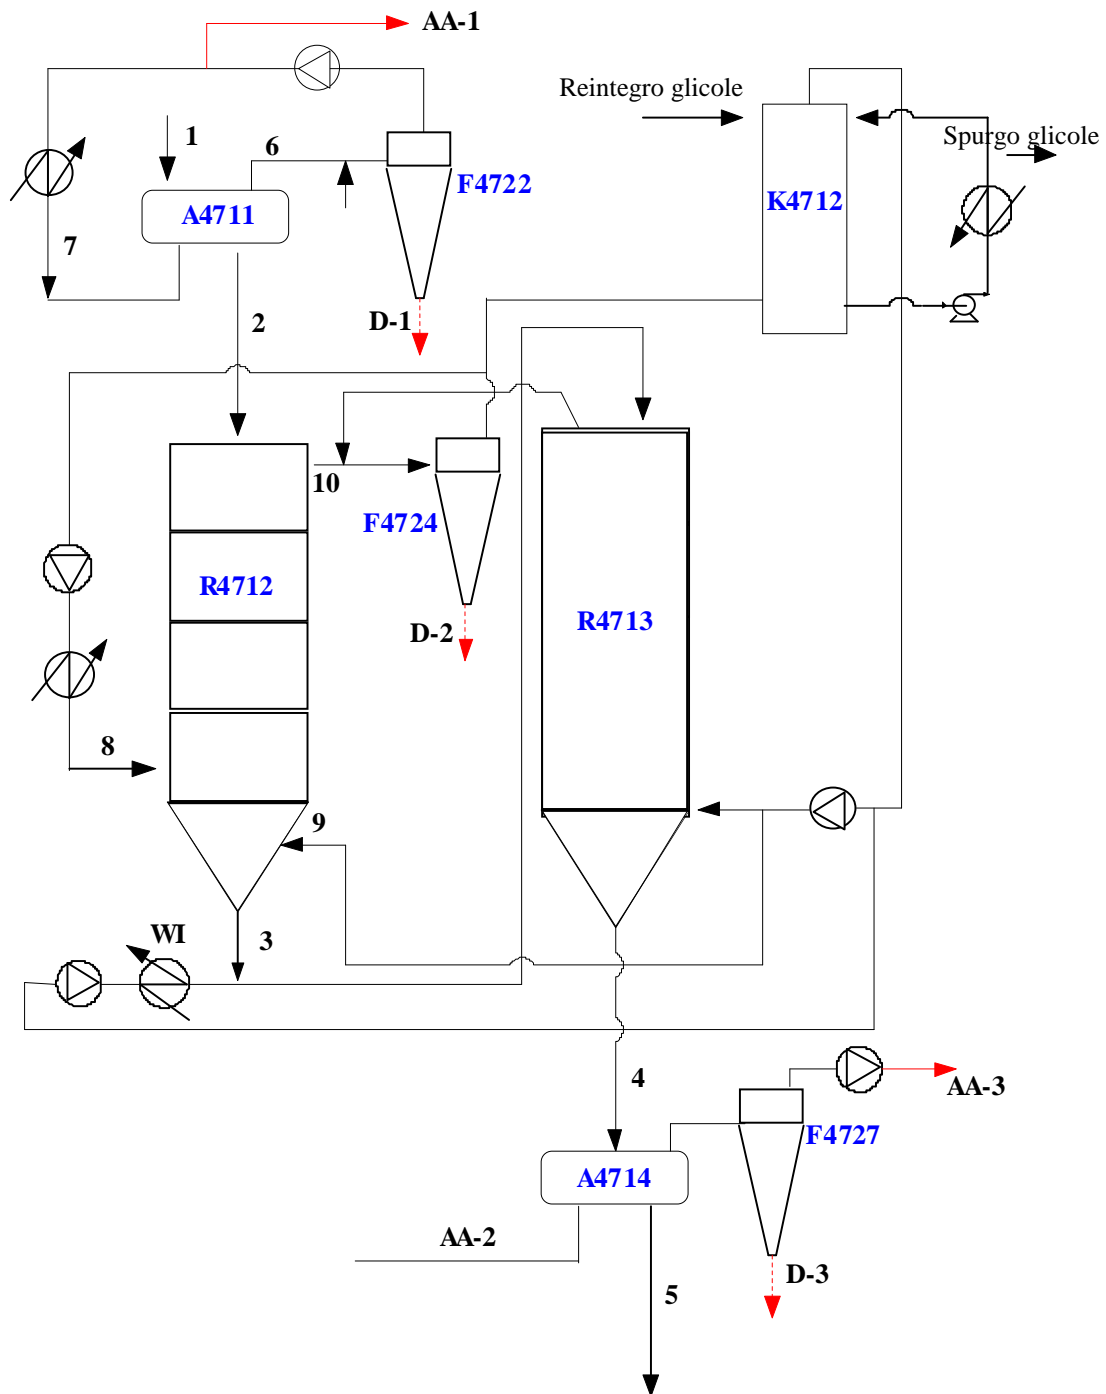 AA-1
Reintegro glicole
1
6
Spurgo glicole
F4722
K4712
A4711
7
2
D-1
10
F4724
R4712
R4713
D-2
8
9
WI
3
4
AA-3
F4727
A4714
AA-2
D-3
5